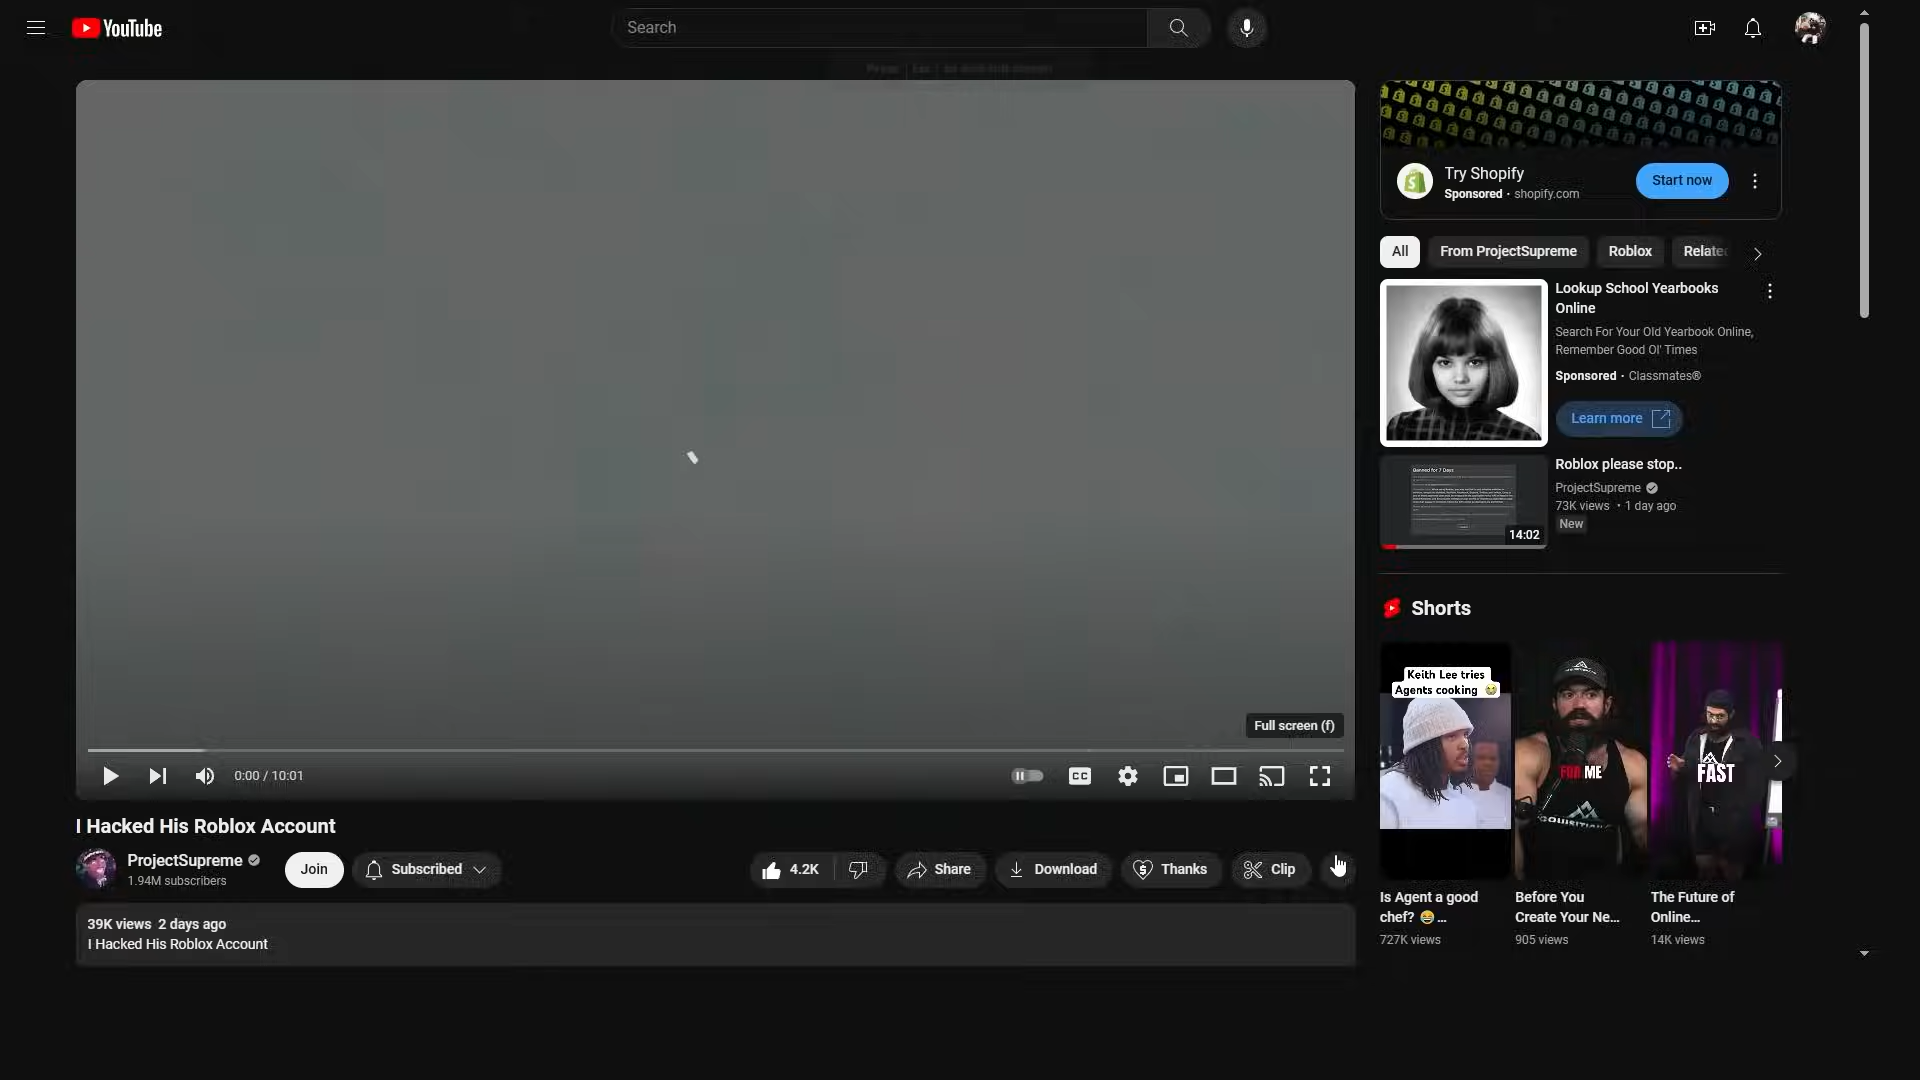 YouTube
Search
Try Shopify
Sponsored · shopify.com
Start now
All
From ProjectSupreme
Roblox
Relate
Lookup School Yearbooks
Online
Search For Your Old Yearbook Online,
Remember Good Ol' Times
Sponsored · Classmates®
Learn more
Banned for 7 Days
14:02
Roblox please stop..
ProjectSupreme
73K views · 1 day ago
New
Shorts
Keith Lee tries
Agents cooking 😭
FOR ME
FAST
Is Agent a good
chef? 😂 ...
727K views
Before You
Create Your Ne...
905 views
The Future of
Online...
14K views
Full screen (f)
0:00 / 10:01
CC
I Hacked His Roblox Account
ProjectSupreme
1.94M subscribers
Join
Subscribed
4.2K
Share
Download
Thanks
Clip
39K views 2 days ago
I Hacked His Roblox Account